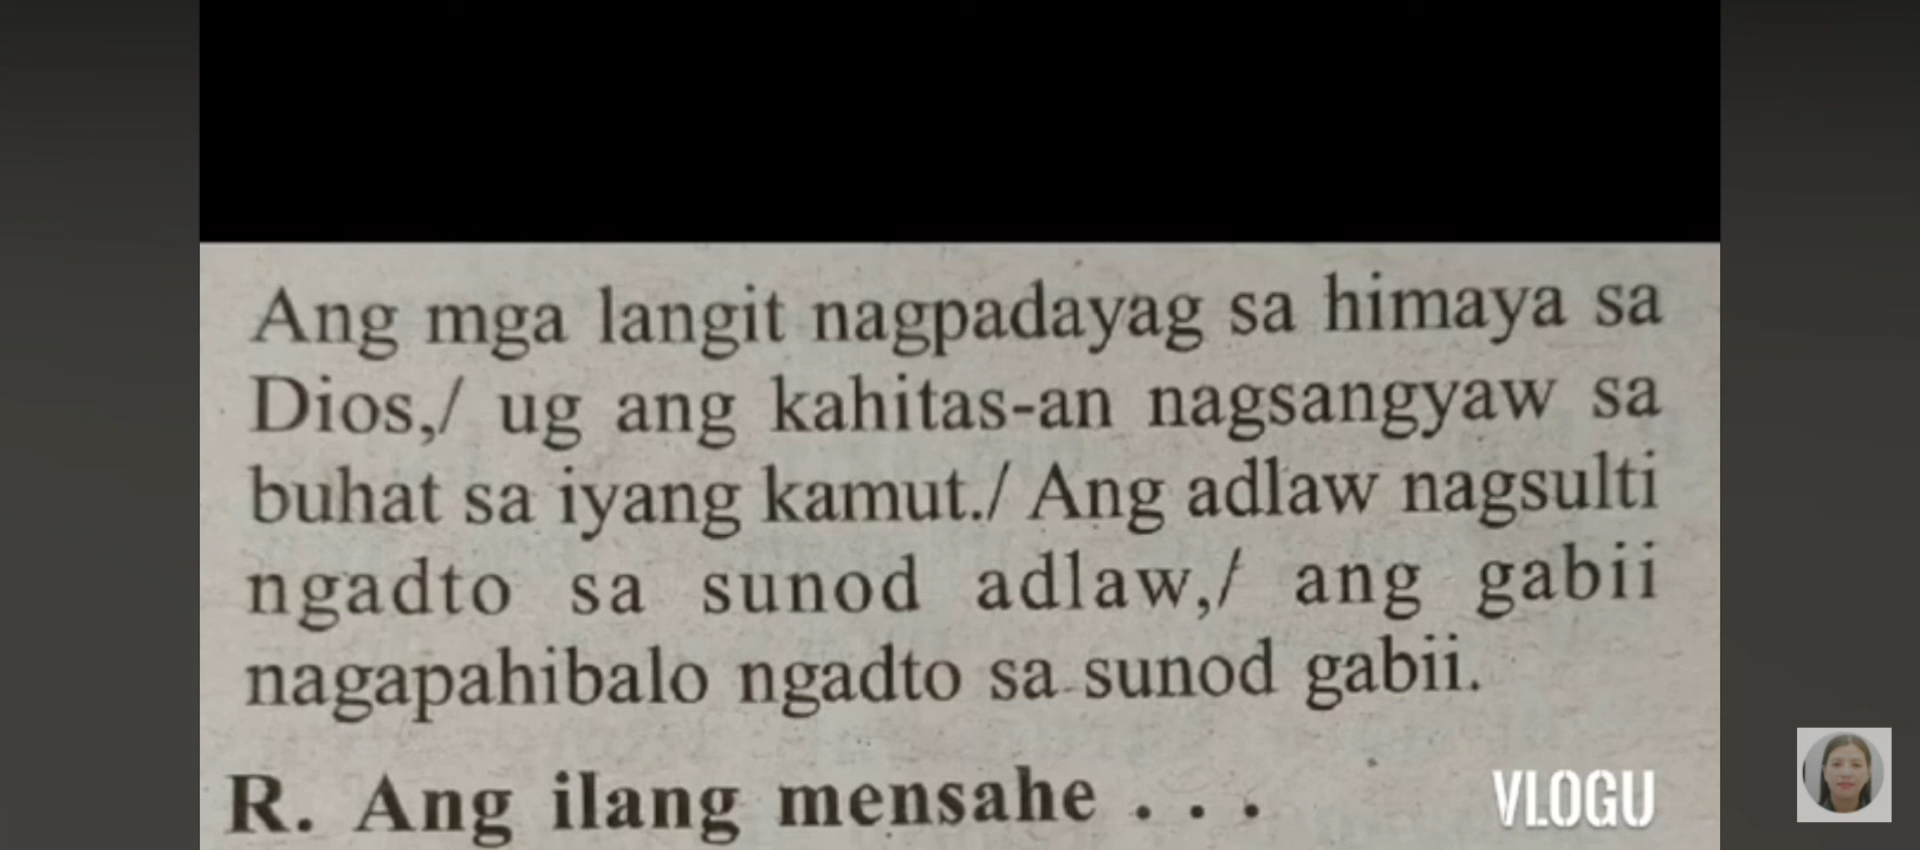 Ang mga langit nagpadayag sa himaya sa
Dios,/ ug ang kahitas-an nagsangyaw sa
buhat sa iyang kamut./ Ang adlaw nagsulti
ngadto sa sunod adlaw,/ ang gabii
nagapahibalo ngadto sa sunod gabii.
R. Ang ilang mensahe . . .
VLOGU